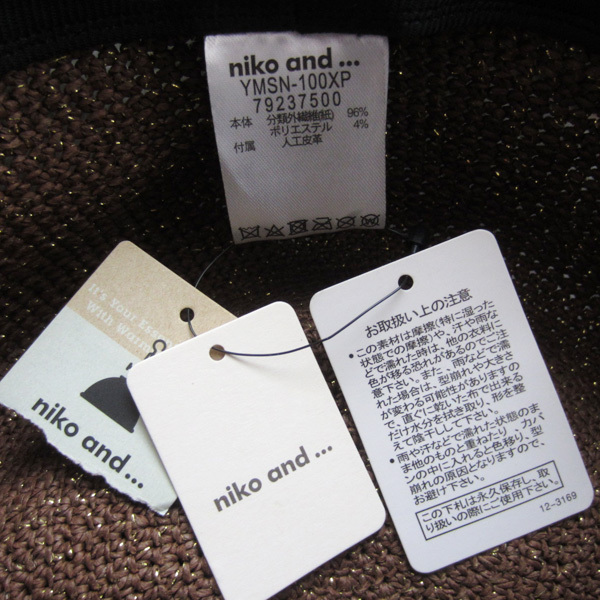 niko and ...
YMSN-100XP
79237500
本体 分類外繊維(紙) 96%
ポリエステル 4%
付属 人工皮革
It's Your Essen
With Warm
niko and...
niko and ...
お取扱い上の注意
●この素材は摩擦(特に湿った
状態での摩擦)や、汗や雨な
どで濡れた時は、他の衣料に
色が移る恐れがあるのでご注
意下さい。また、雨などで濡
れた場合は、型崩れや大きさ
が変わる可能性がありますの
で、直ぐに乾いた布で出来る
だけ水分を拭き取り、形を整
えて陰干しして下さい。
●雨や汗などで濡れた状態のま
ま他のものと重ねたり、カバ
ンの中に入れると色移り、型
崩れの原因となりますので、
お避け下さい。
この下札は永久保存し、取
り扱いの際にご使用下さい。
12-3169